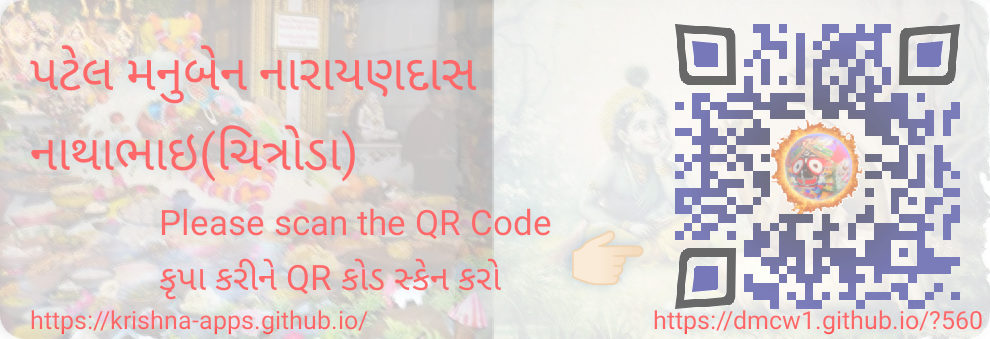 પટેલ મનુબેન નારાયણદાસ
નાથાભાઇ(ચિત્રોડા)
Please scan the QR Code
કૃપા કરીને QR કોડ સ્કેન કરો
https://krishna-apps.github.io/
https://dmcw1.github.io/?560